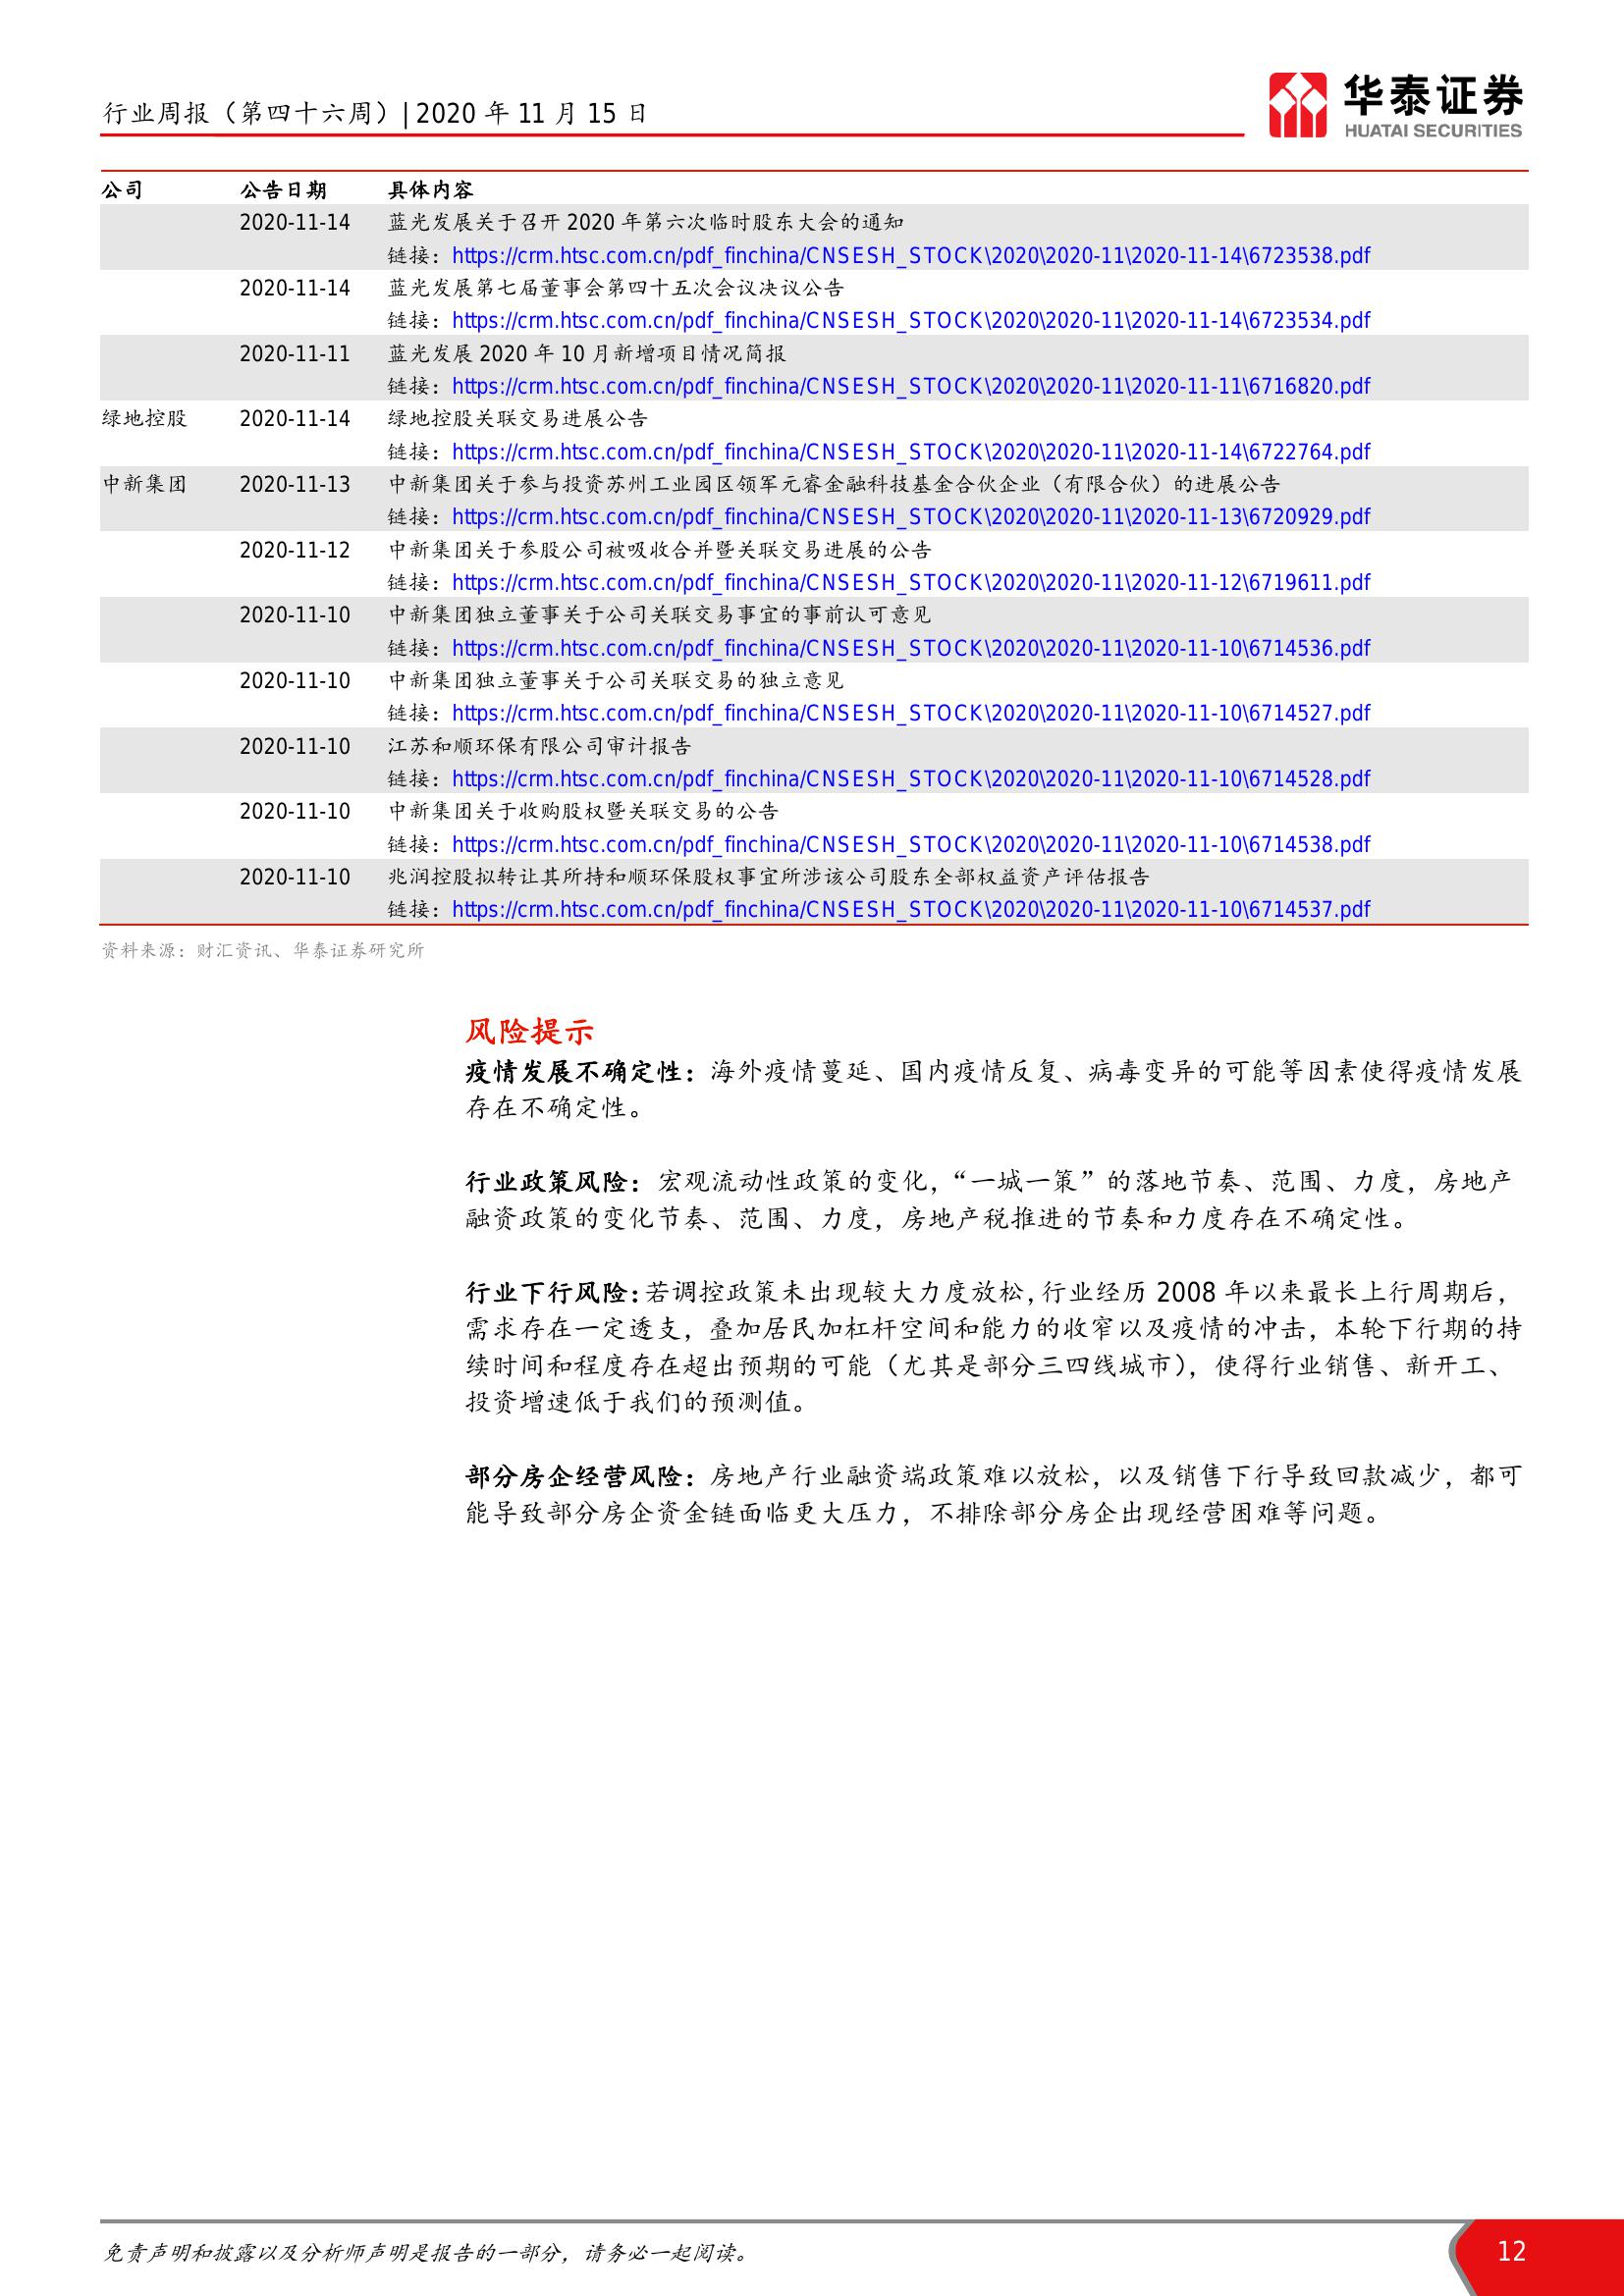 行业周报（第四十六周）| 2020 年 11 月 15 日
华泰证券
HUATAI SECURITIES
公司 公告日期 具体内容
2020-11-14 蓝光发展关于召开 2020 年第六次临时股东大会的通知
链接：https://crm.htsc.com.cn/pdf_finchina/CNSESH_STOCK\2020\2020-11\2020-11-14\6723538.pdf
2020-11-14 蓝光发展第七届董事会第四十五次会议决议公告
链接：https://crm.htsc.com.cn/pdf_finchina/CNSESH_STOCK\2020\2020-11\2020-11-14\6723534.pdf
2020-11-11 蓝光发展 2020 年 10 月新增项目情况简报
链接：https://crm.htsc.com.cn/pdf_finchina/CNSESH_STOCK\2020\2020-11\2020-11-11\6716820.pdf
绿地控股 2020-11-14 绿地控股关联交易进展公告
链接：https://crm.htsc.com.cn/pdf_finchina/CNSESH_STOCK\2020\2020-11\2020-11-14\6722764.pdf
中新集团 2020-11-13 中新集团关于参与投资苏州工业园区领军元睿金融科技基金合伙企业（有限合伙）的进展公告
链接：https://crm.htsc.com.cn/pdf_finchina/CNSESH_STOCK\2020\2020-11\2020-11-13\6720929.pdf
2020-11-12 中新集团关于参股公司被吸收合并暨关联交易进展的公告
链接：https://crm.htsc.com.cn/pdf_finchina/CNSESH_STOCK\2020\2020-11\2020-11-12\6719611.pdf
2020-11-10 中新集团独立董事关于公司关联交易事宜的事前认可意见
链接：https://crm.htsc.com.cn/pdf_finchina/CNSESH_STOCK\2020\2020-11\2020-11-10\6714536.pdf
2020-11-10 中新集团独立董事关于公司关联交易的独立意见
链接：https://crm.htsc.com.cn/pdf_finchina/CNSESH_STOCK\2020\2020-11\2020-11-10\6714527.pdf
2020-11-10 江苏和顺环保有限公司审计报告
链接：https://crm.htsc.com.cn/pdf_finchina/CNSESH_STOCK\2020\2020-11\2020-11-10\6714528.pdf
2020-11-10 中新集团关于收购股权暨关联交易的公告
链接：https://crm.htsc.com.cn/pdf_finchina/CNSESH_STOCK\2020\2020-11\2020-11-10\6714538.pdf
2020-11-10 兆润控股拟转让其所持和顺环保股权事宜所涉该公司股东全部权益资产评估报告
链接：https://crm.htsc.com.cn/pdf_finchina/CNSESH_STOCK\2020\2020-11\2020-11-10\6714537.pdf
资料来源：财汇资讯、华泰证券研究所
风险提示
疫情发展不确定性：海外疫情蔓延、国内疫情反复、病毒变异的可能等因素使得疫情发展
存在不确定性。
行业政策风险：宏观流动性政策的变化，“一城一策”的落地节奏、范围、力度，房地产
融资政策的变化节奏、范围、力度，房地产税推进的节奏和力度存在不确定性。
行业下行风险：若调控政策未出现较大力度放松，行业经历 2008 年以来最长上行周期后，
需求存在一定透支，叠加居民加杠杆空间和能力的收窄以及疫情的冲击，本轮下行期的持
续时间和程度存在超出预期的可能（尤其是部分三四线城市），使得行业销售、新开工、
投资增速低于我们的预测值。
部分房企经营风险：房地产行业融资端政策难以放松，以及销售下行导致回款减少，都可
能导致部分房企资金链面临更大压力，不排除部分房企出现经营困难等问题。
免责声明和披露以及分析师声明是报告的一部分，请务必一起阅读。
12